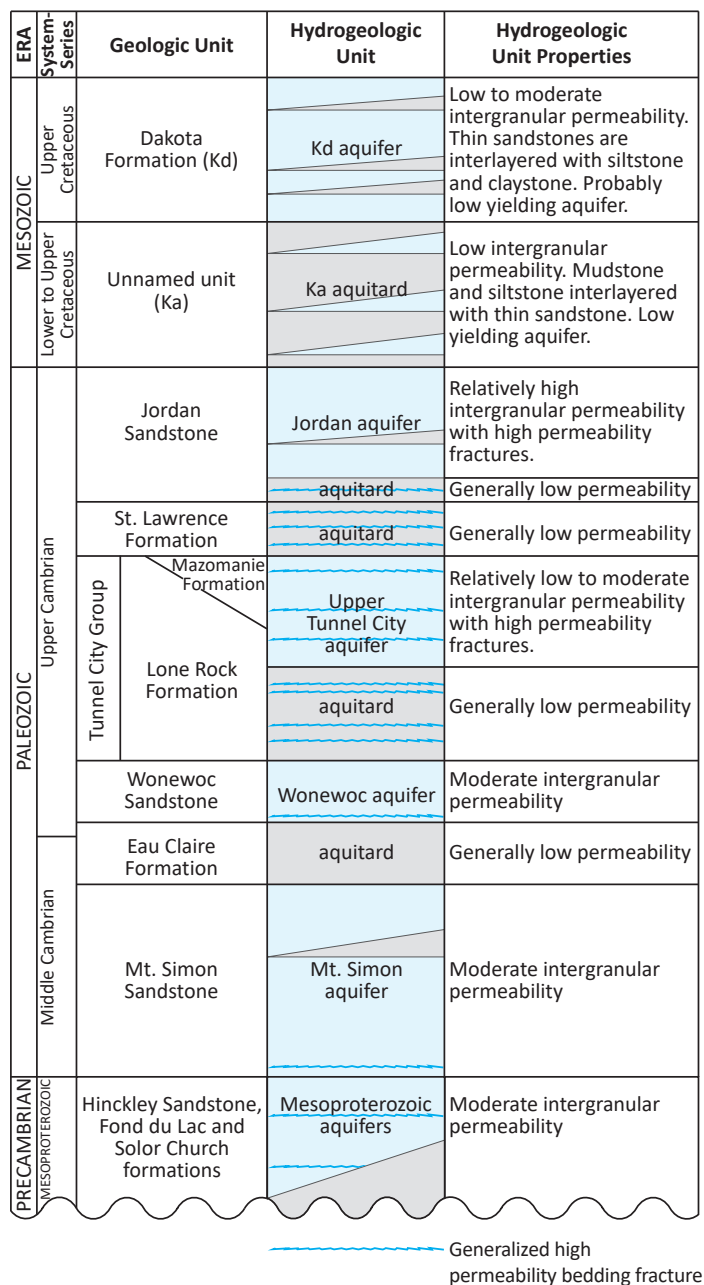 ERA
System-
Series
Geologic Unit
Hydrogeologic
Unit
Hydrogeologic
Unit Properties
MESOZOIC
Upper
Cretaceous
Dakota
Formation (Kd)
Kd aquifer
Low to moderate
intergranular permeability.
Thin sandstones are
interlayered with siltstone
and claystone. Probably
low yielding aquifer.
Lower to Upper
Cretaceous
Unnamed unit
(Ka)
Ka aquitard
Low intergranular
permeability. Mudstone
and siltstone interlayered
with thin sandstone. Low
yielding aquifer.
PALEOZOIC
Upper Cambrian
Jordan
Sandstone
Jordan aquifer
Relatively high
intergranular permeability
with high permeability
fractures.
aquitard
Generally low permeability
St. Lawrence
Formation
aquitard
Generally low permeability
Tunnel City Group
Mazomanie
Formation
Lone Rock
Formation
Upper
Tunnel City
aquifer
Relatively low to moderate
intergranular permeability
with high permeability
fractures.
aquitard
Generally low permeability
Wonewoc
Sandstone
Wonewoc aquifer
Moderate intergranular
permeability
Middle Cambrian
Eau Claire
Formation
aquitard
Generally low permeability
Mt. Simon
Sandstone
Mt. Simon
aquifer
Moderate intergranular
permeability
PRECAMBRIAN
MESOPROTEROZOIC
Hinckley Sandstone,
Fond du Lac and
Solor Church
formations
Mesoproterozoic
aquifers
Moderate intergranular
permeability
Generalized high
permeability bedding fracture